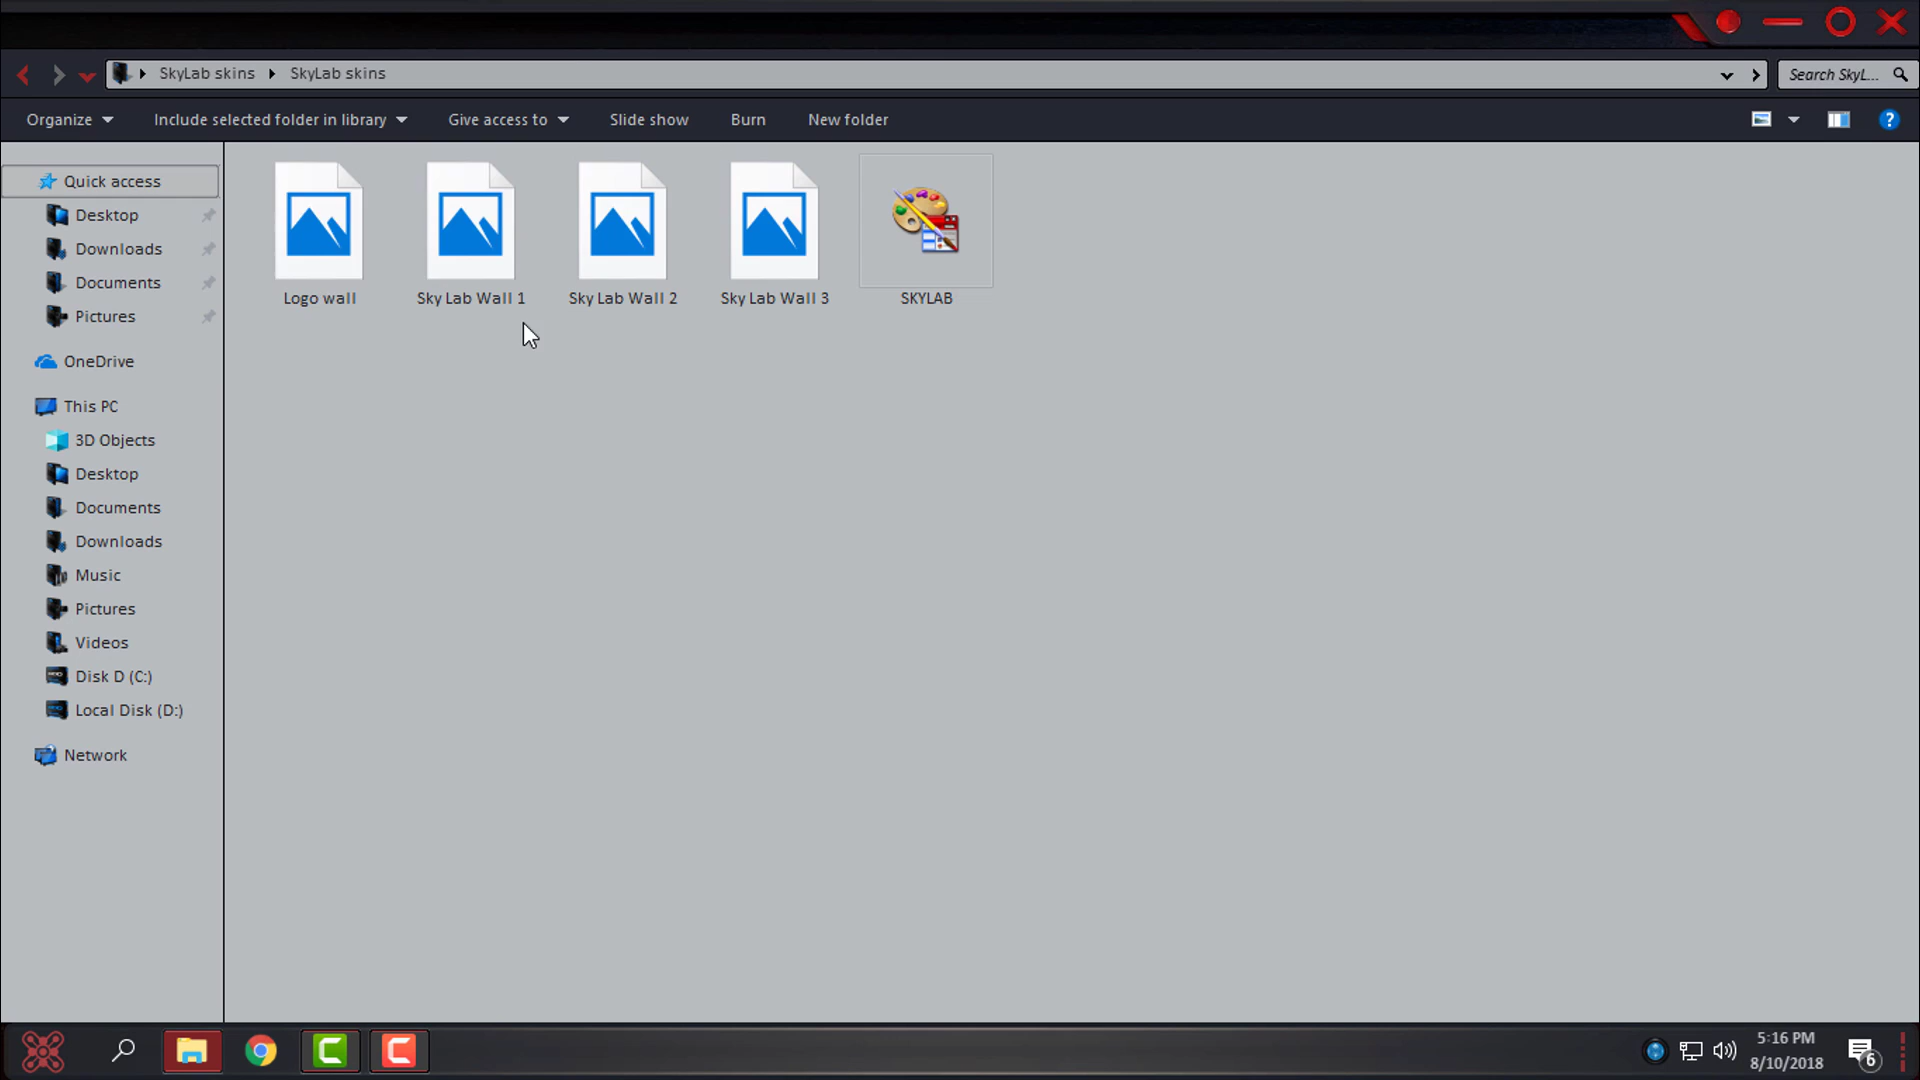 SkyLab skins SkyLab skins Search SkyL...
Organize Include selected folder in library Give access to Slide show Burn New folder
Quick access
Desktop
Downloads
Documents
Pictures
OneDrive
This PC
3D Objects
Desktop
Documents
Downloads
Music
Pictures
Videos
Disk D (C:)
Local Disk (D:)
Network
Logo wall Sky Lab Wall 1 Sky Lab Wall 2 Sky Lab Wall 3 SKYLAB
5:16 PM
8/10/2018
6